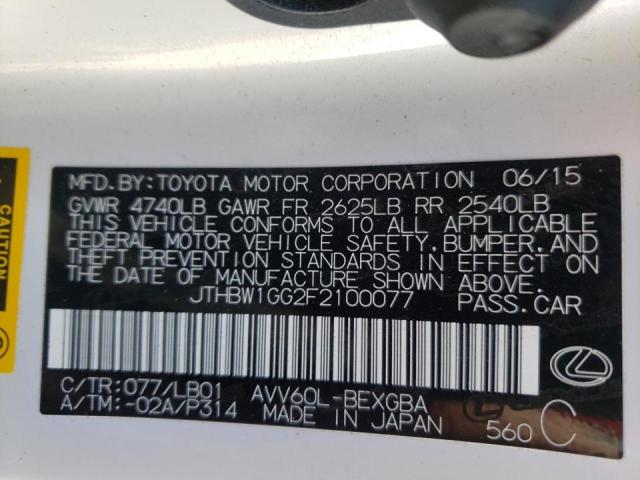 MFD.BY:TOYOTA MOTOR CORPORATION 06/15
GVWR 4740LB GAWR FR 2625LB RR 2540LB
THIS VEHICLE CONFORMS TO ALL APPLICABLE
FEDERAL MOTOR VEHICLE SAFETY,BUMPER,AND
THEFT PREVENTION STANDARDS IN EFFECT ON
THE DATE OF MANUFACTURE SHOWN ABOVE.
JTHBW1GG2F2100077 PASS.CAR
C/TR:077/LB01 AVV60L-BEXGBA
A/TM:-02A/P314 MADE IN JAPAN 560 C
CAUTION